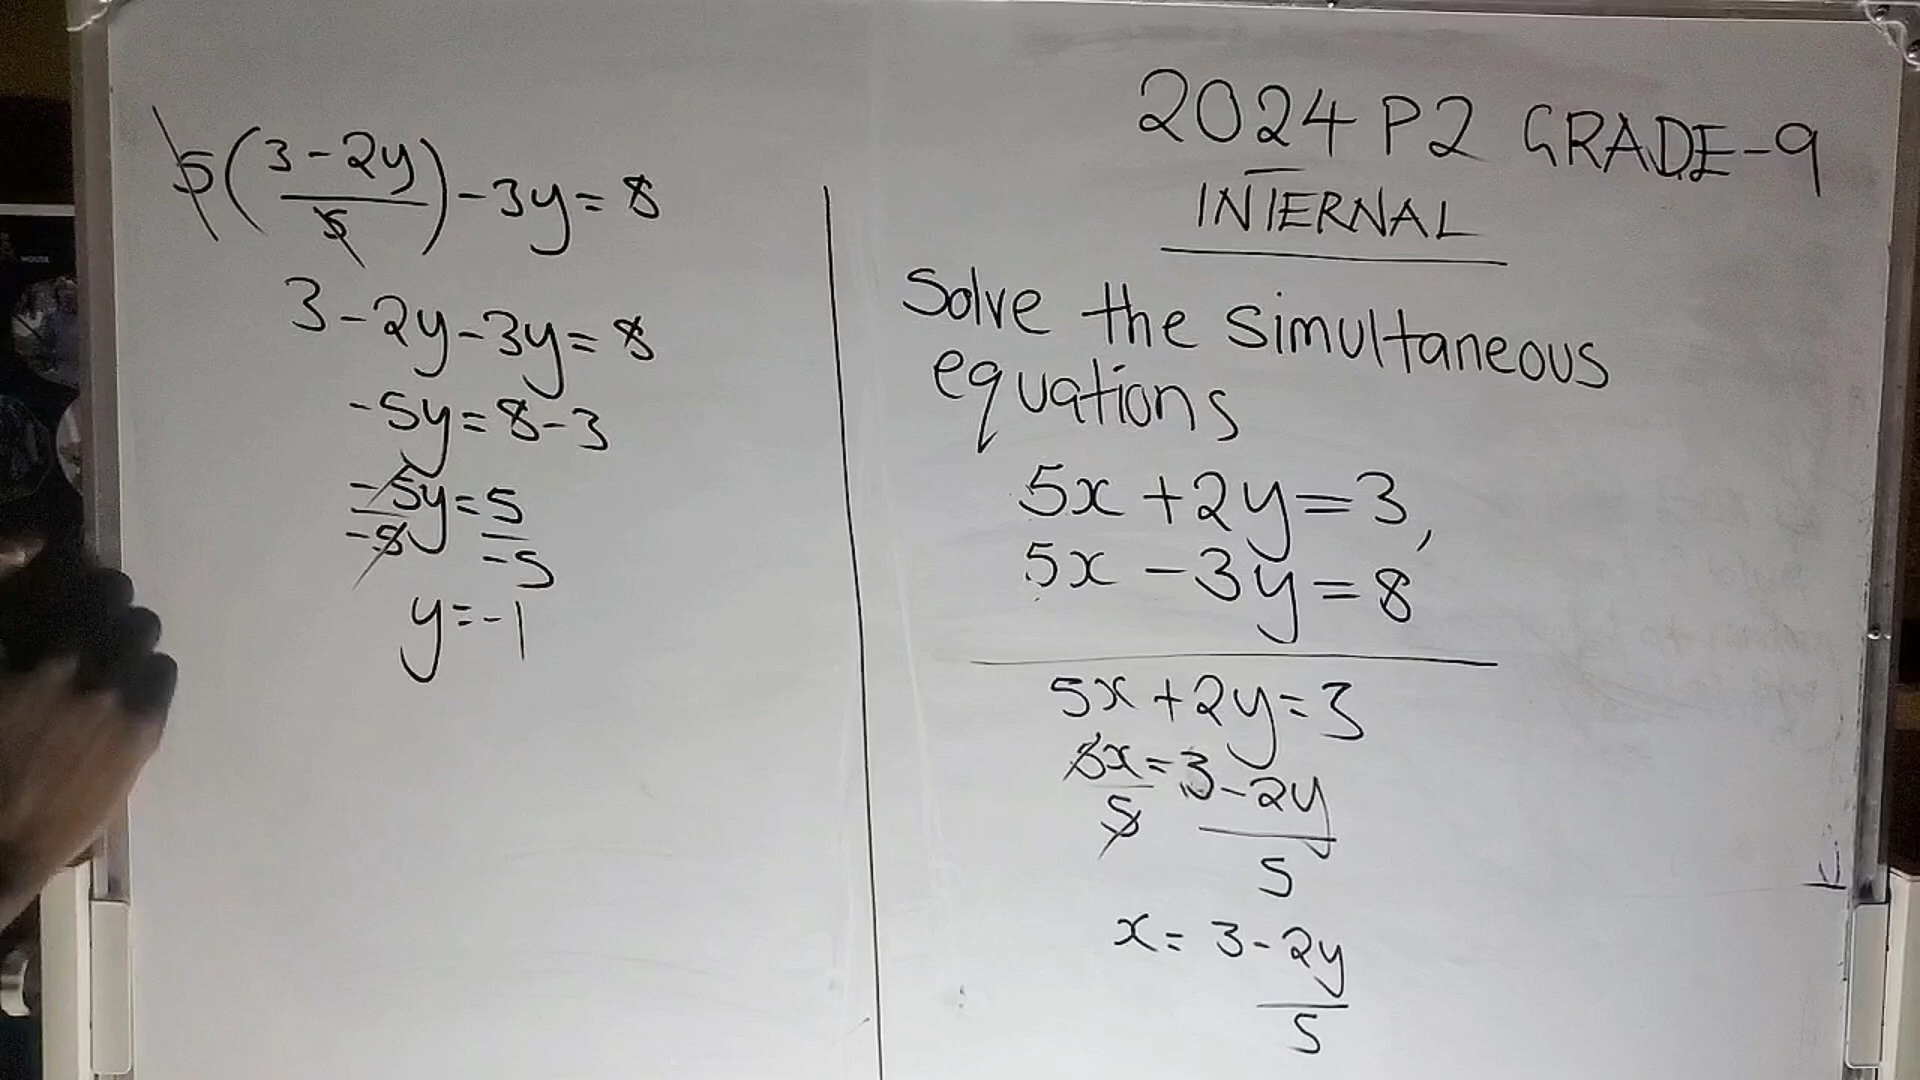 2024 P2 GRADE-9
INTERNAL
Solve the simultaneous
equations
5x + 2y = 3,
5x - 3y = 8
5x + 2y = 3
5x = 3 - 2y
5 5
x = 3 - 2y
5
5(3 - 2y / 5) - 3y = 8
3 - 2y - 3y = 8
-5y = 8 - 3
-5y = 5
-5 -5
y = -1